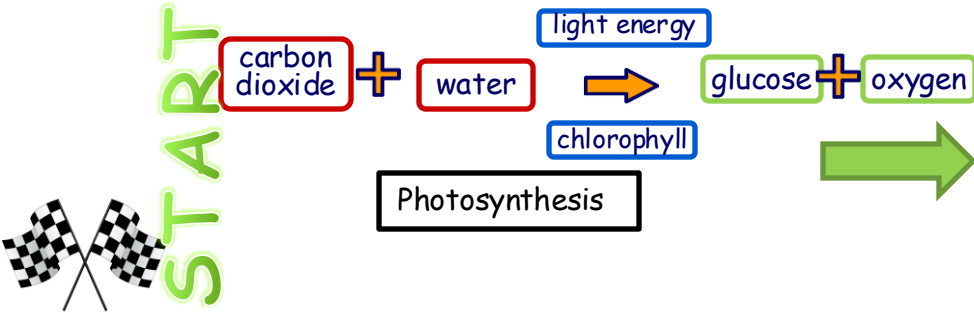 START
carbon
dioxide
+
water
light energy
chlorophyll
glucose
+
oxygen
Photosynthesis